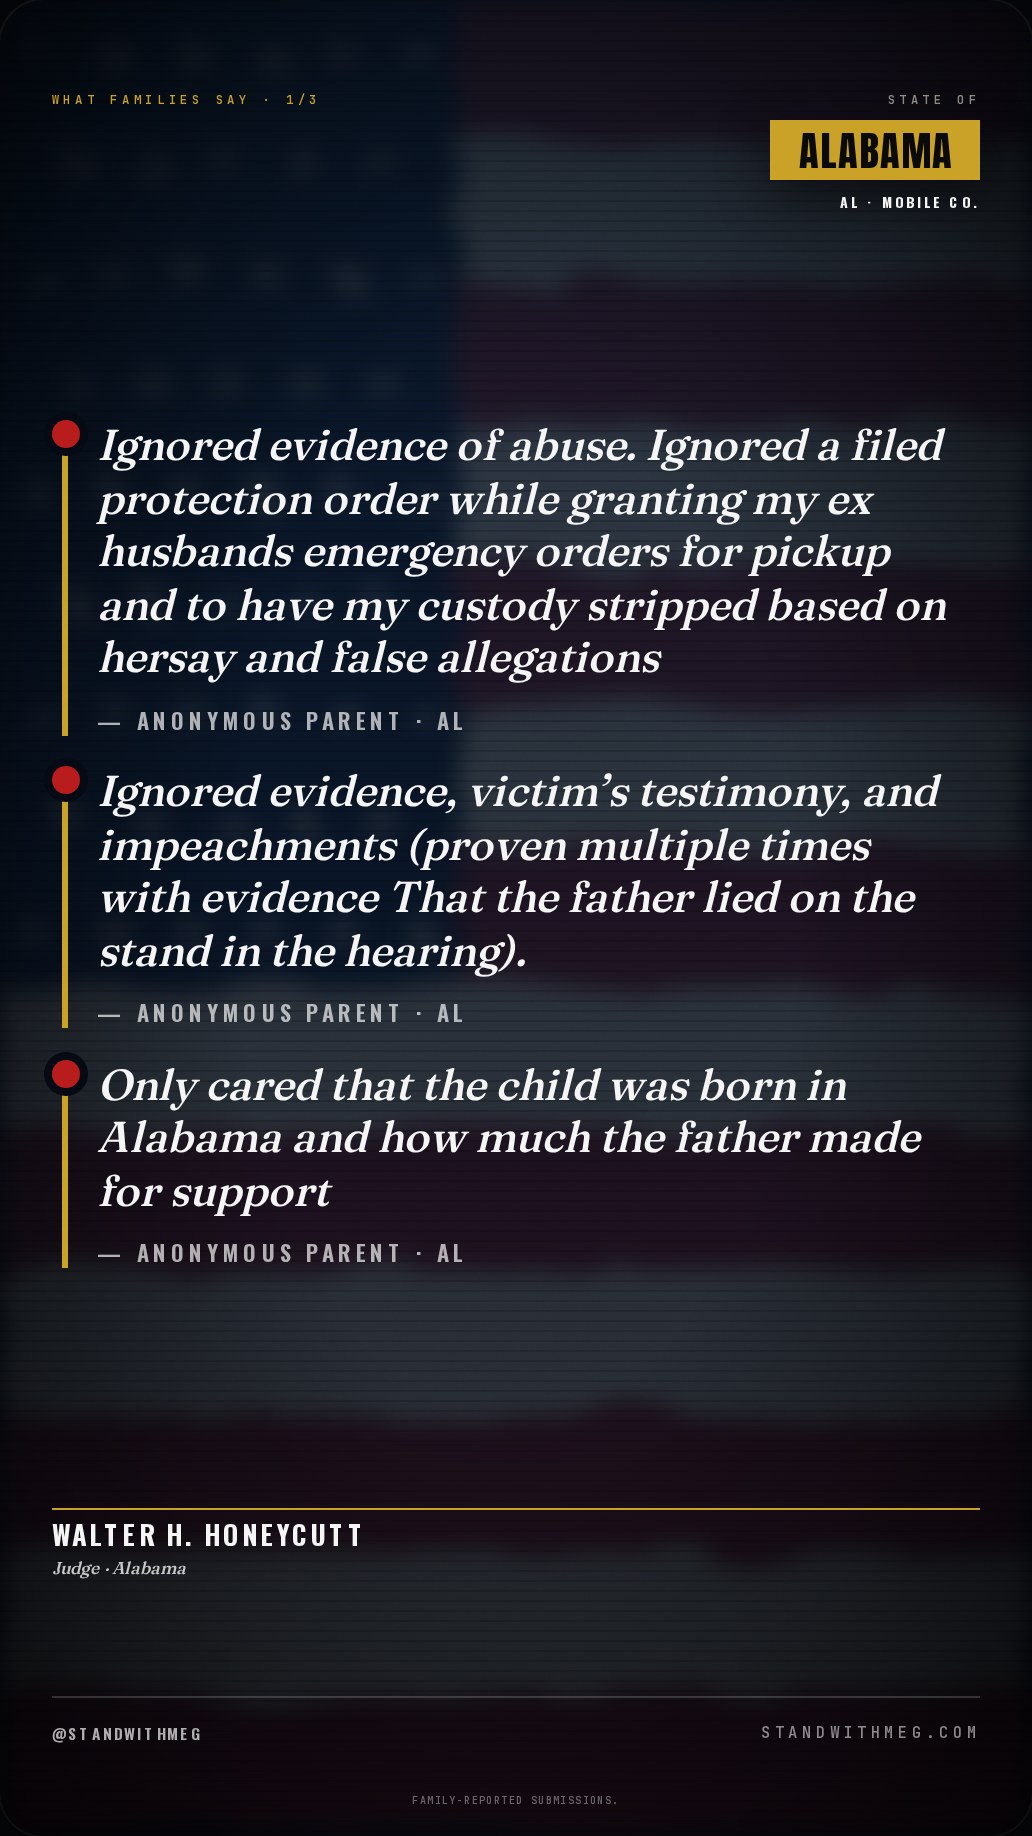 WHAT FAMILIES SAY · 1/3
STATE OF
ALABAMA
AL · MOBILE CO.
Ignored evidence of abuse. Ignored a filed
protection order while granting my ex
husbands emergency orders for pickup
and to have my custody stripped based on
hersay and false allegations
— ANONYMOUS PARENT · AL
Ignored evidence, victim’s testimony, and
impeachments (proven multiple times
with evidence That the father lied on the
stand in the hearing).
— ANONYMOUS PARENT · AL
Only cared that the child was born in
Alabama and how much the father made
for support
— ANONYMOUS PARENT · AL
WALTER H. HONEYCUTT
Judge · Alabama
@STANDWITHMEG
STANDWITHMEG.COM
FAMILY-REPORTED SUBMISSIONS.